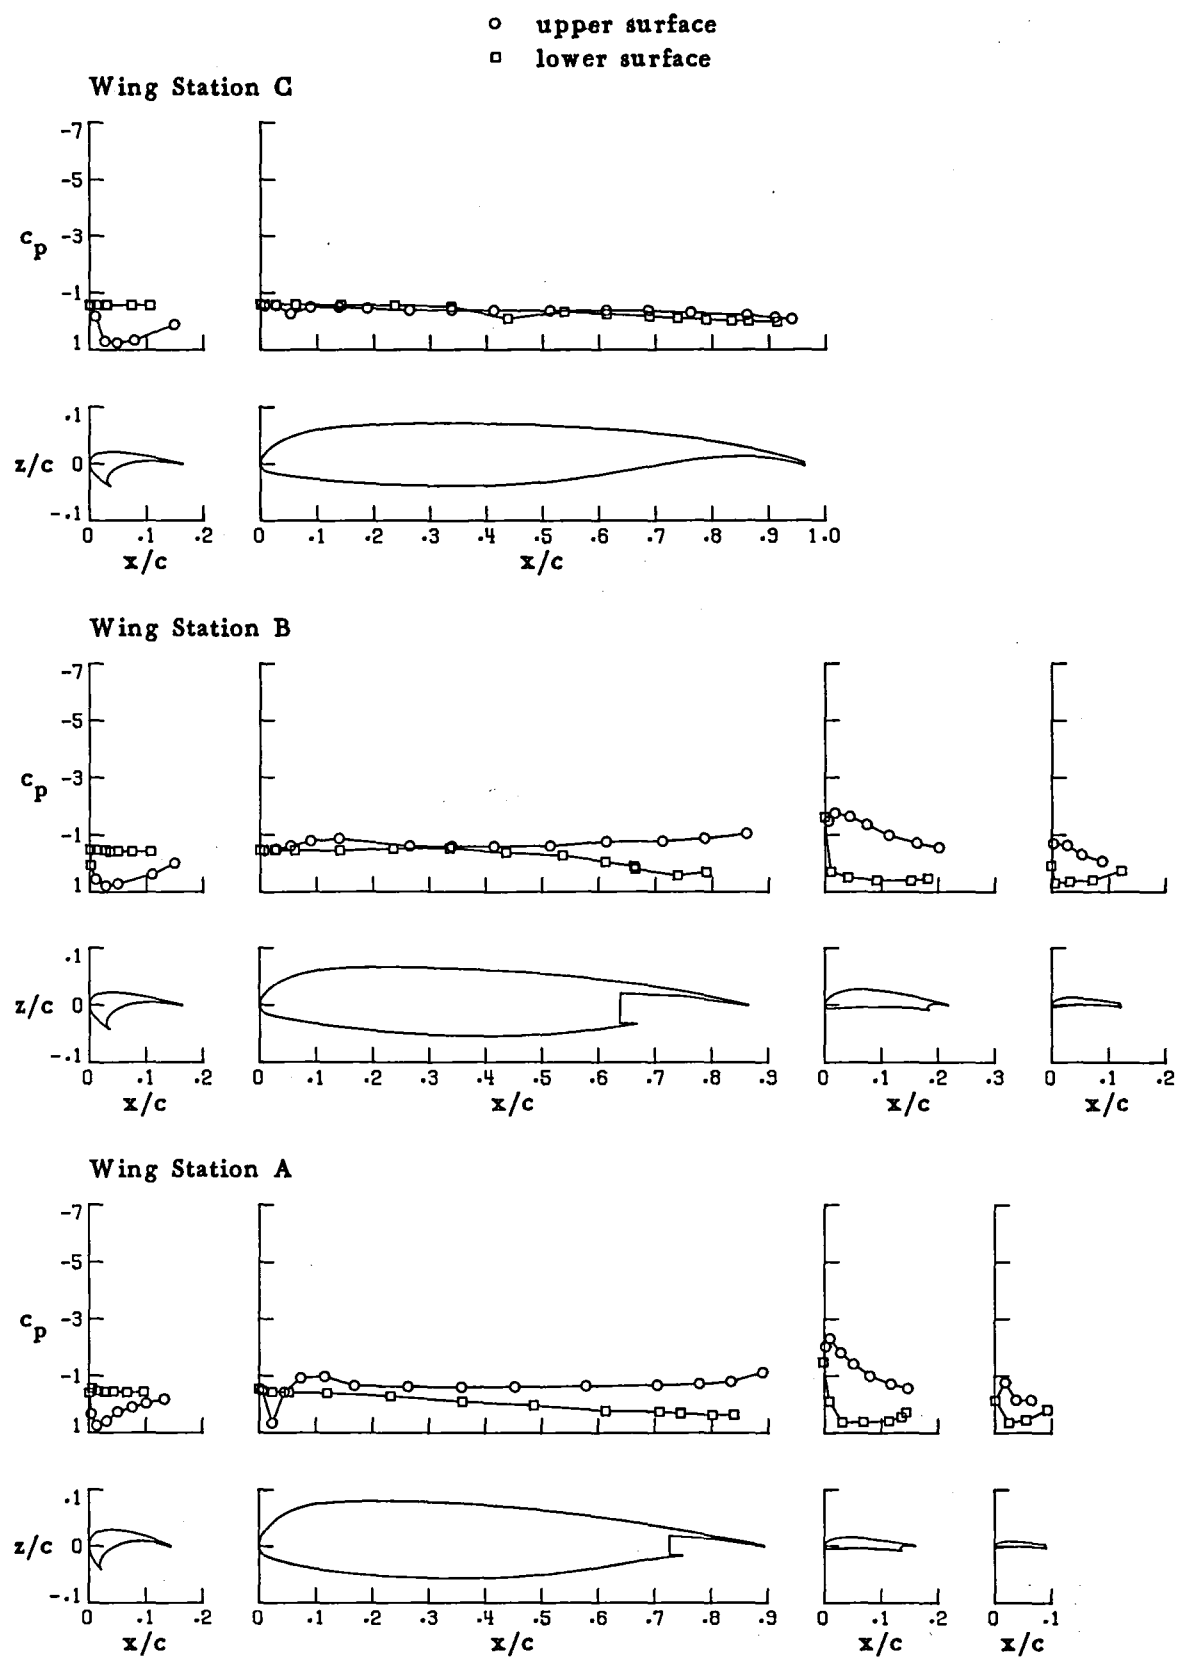 upper surface
lower surface
Wing Station C
-7
-5
-3
-1
1
c_p
.1
0
-.1
z/c
0 .1 .2
x/c
0 .1 .2 .3 .4 .5 .6 .7 .8 .9 1.0
x/c
Wing Station B
-7
-5
-3
-1
1
c_p
.1
0
-.1
z/c
0 .1 .2
x/c
0 .1 .2 .3 .4 .5 .6 .7 .8 .9
x/c
0 .1 .2 .3
x/c
0 .1 .2
x/c
Wing Station A
-7
-5
-3
-1
1
c_p
.1
0
-.1
z/c
0 .1 .2
x/c
0 .1 .2 .3 .4 .5 .6 .7 .8 .9
x/c
0 .1 .2
x/c
0 .1
x/c